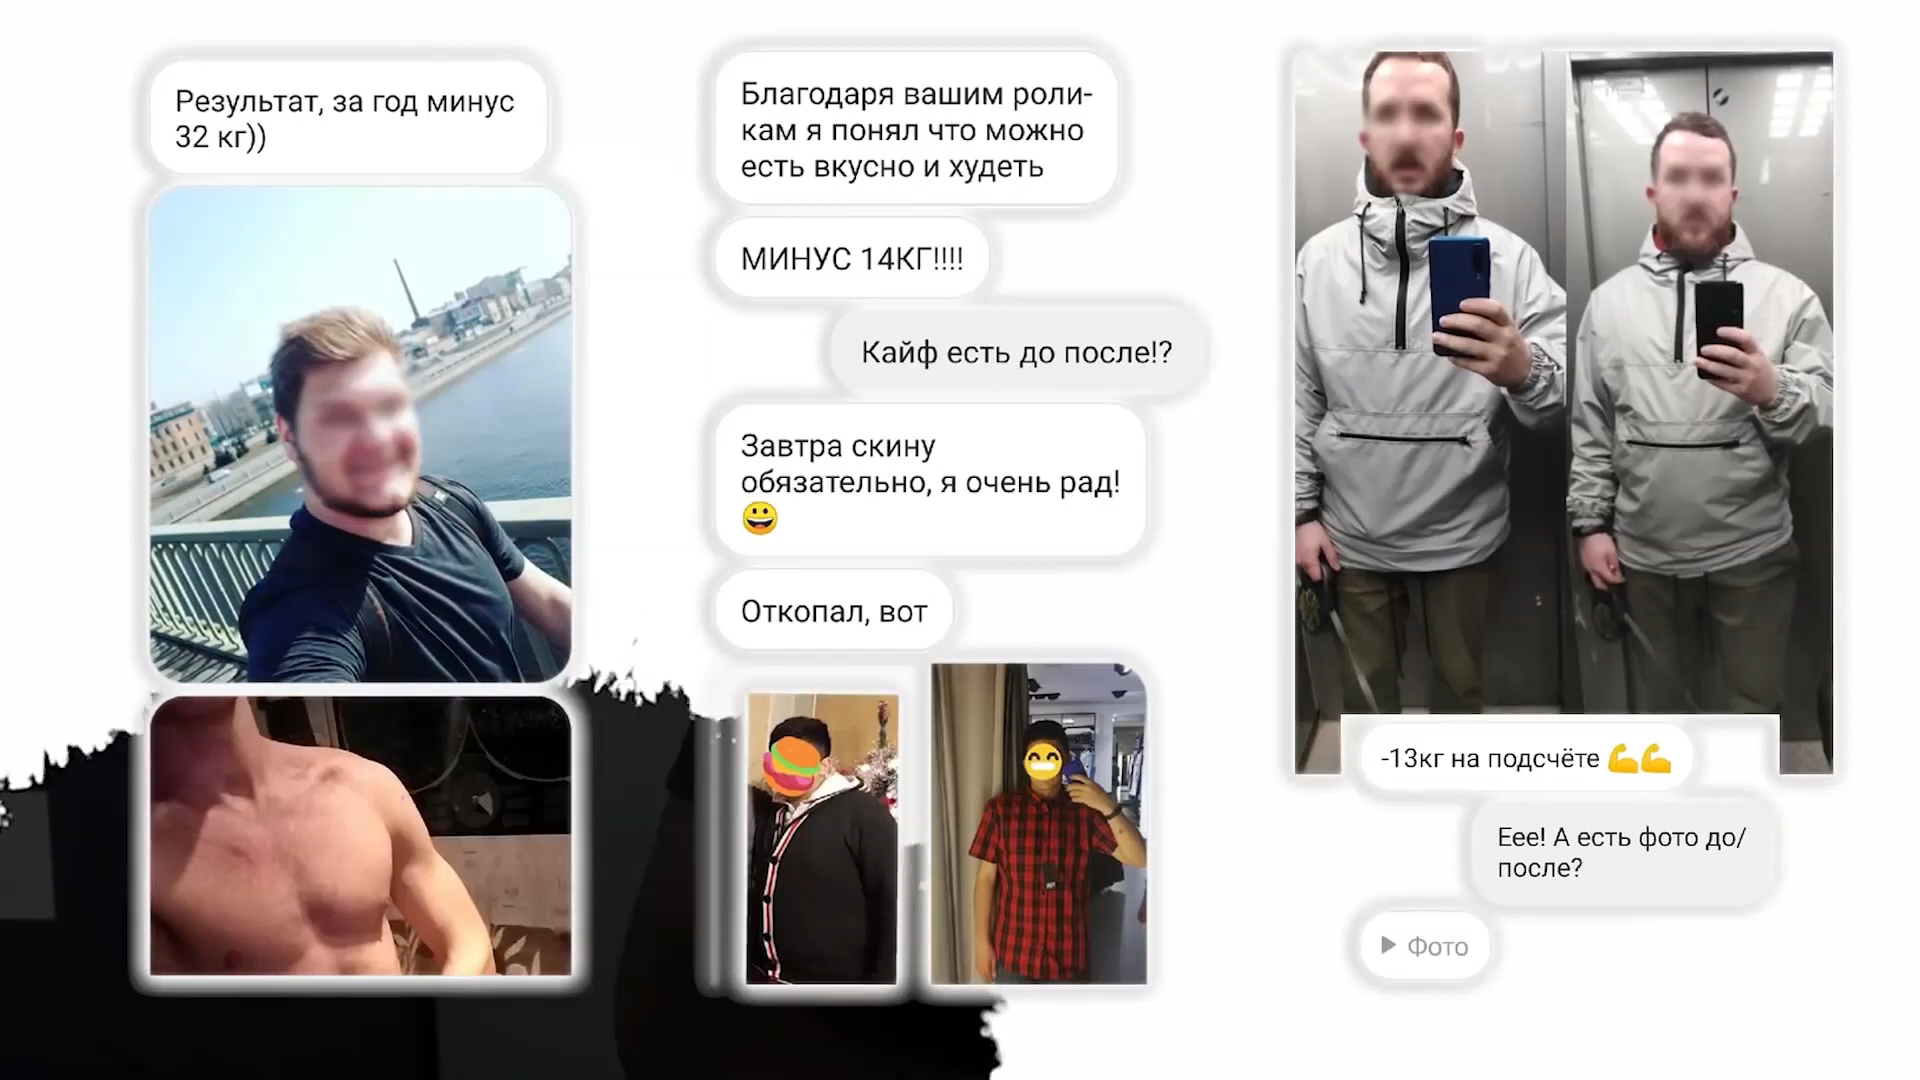 Результат, за год минус
32 кг))
Благодаря вашим роли-
кам я понял что можно
есть вкусно и худеть
МИНУС 14КГ!!!!
Кайф есть до после!?
Завтра скину
обязательно, я очень рад!
😀
Откопал, вот
-13кг на подсчёте 💪💪
Еее! А есть фото до/
после?
Фото